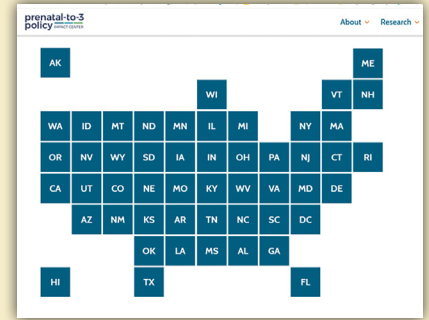 prenatal-to-3
policy IMPACT CENTER
About Research
AK ME
WI VT NH
WA ID MT ND MN IL MI NY MA
OR NV WY SD IA IN OH PA NJ CT RI
CA UT CO NE MO KY WV VA MD DE
AZ NM KS AR TN NC SC DC
OK LA MS AL GA
HI TX FL